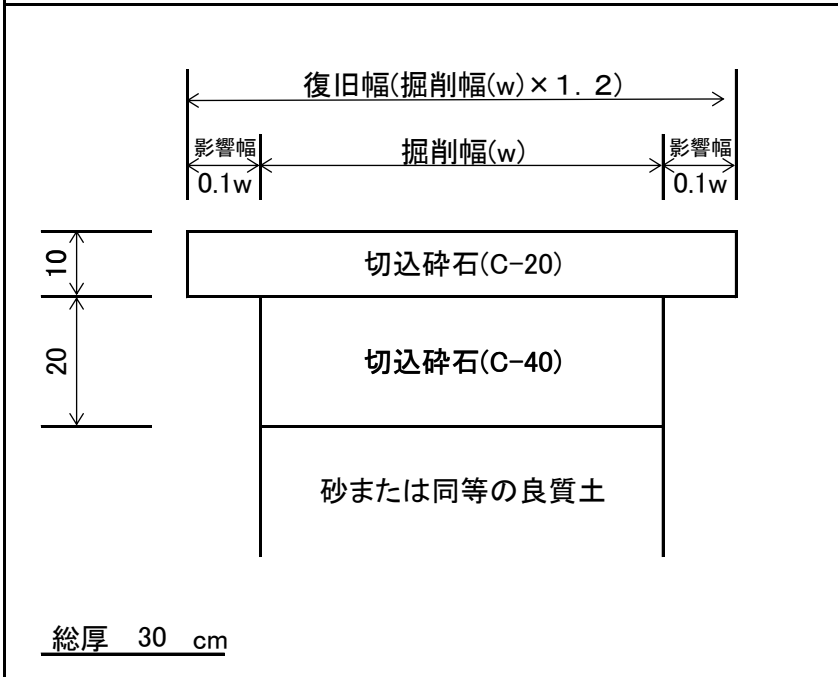 復旧幅(掘削幅(w)×1．2)
影響幅
掘削幅(w)
影響幅
0.1w
0.1w
10
切込砕石(C-20)
20
切込砕石(C-40)
砂または同等の良質土
総厚　30　cm